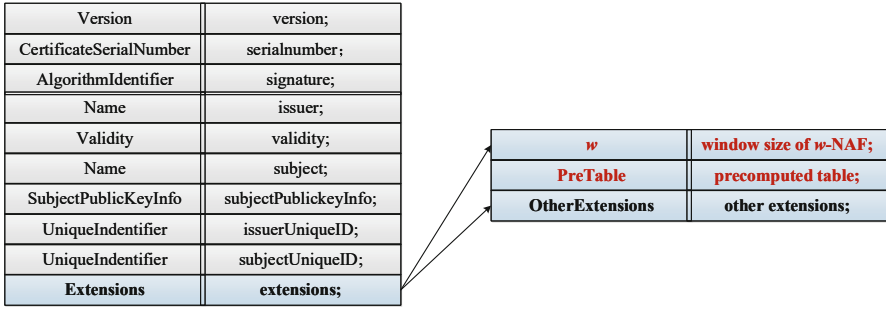 Version version;
CertificateSerialNumber serialnumber;
AlgorithmIdentifier signature;
Name issuer;
Validity validity;
Name subject;
SubjectPublicKeyInfo subjectPublickeyInfo;
UniqueIndentifier issuerUniqueID;
UniqueIndentifier subjectUniqueID;
Extensions extensions;
w window size of w-NAF;
PreTable precomputed table;
OtherExtensions other extensions;